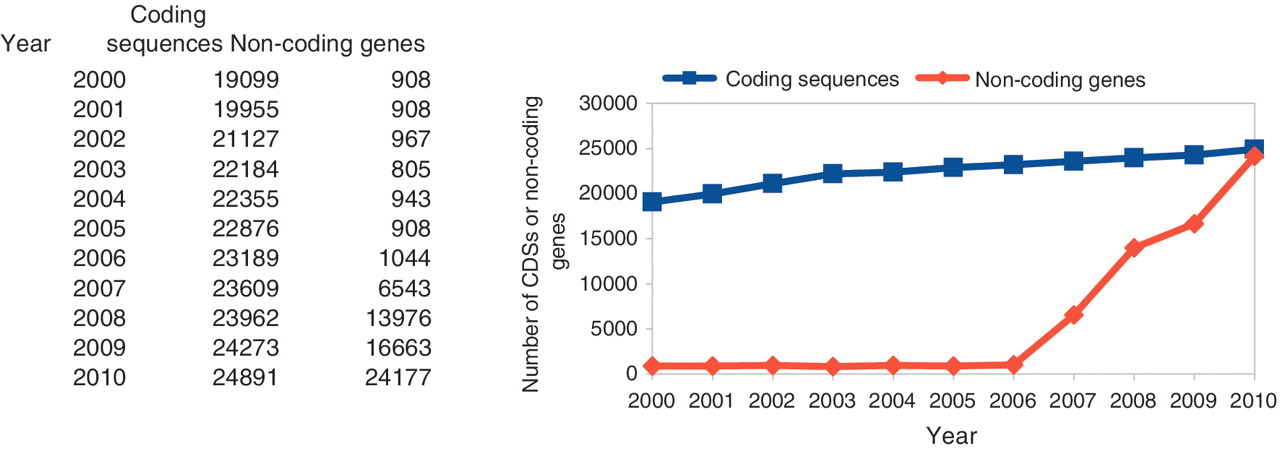 Coding
Year sequences Non-coding genes
2000 19099 908
2001 19955 908
2002 21127 967
2003 22184 805
2004 22355 943
2005 22876 908
2006 23189 1044
2007 23609 6543
2008 23962 13976
2009 24273 16663
2010 24891 24177
Coding sequences Non-coding genes
Number of CDSs or non-coding
genes
30000
25000
20000
15000
10000
5000
0
2000 2001 2002 2003 2004 2005 2006 2007 2008 2009 2010
Year